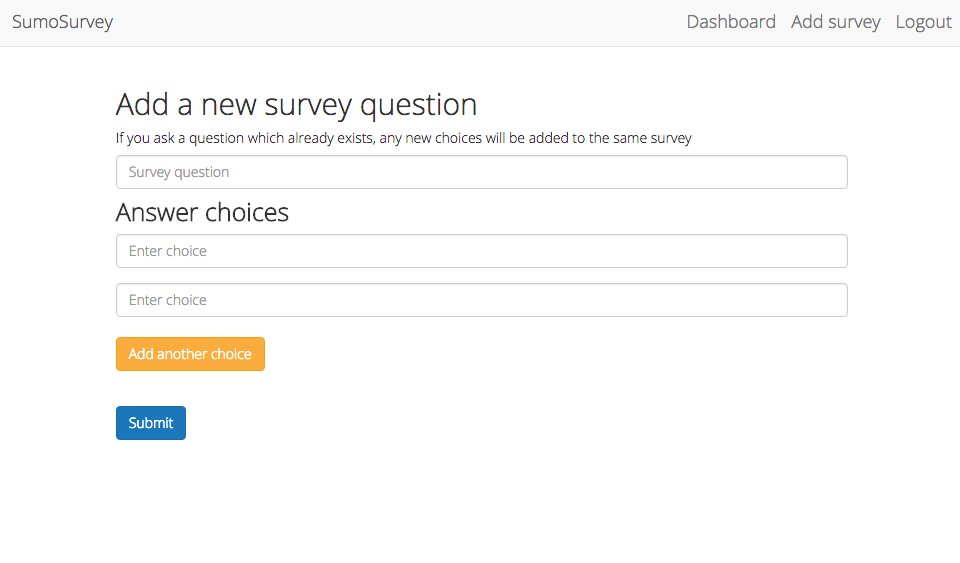 SumoSurvey Dashboard Add survey Logout
Add a new survey question
If you ask a question which already exists, any new choices will be added to the same survey
Survey question
Answer choices
Enter choice
Enter choice
Add another choice
Submit